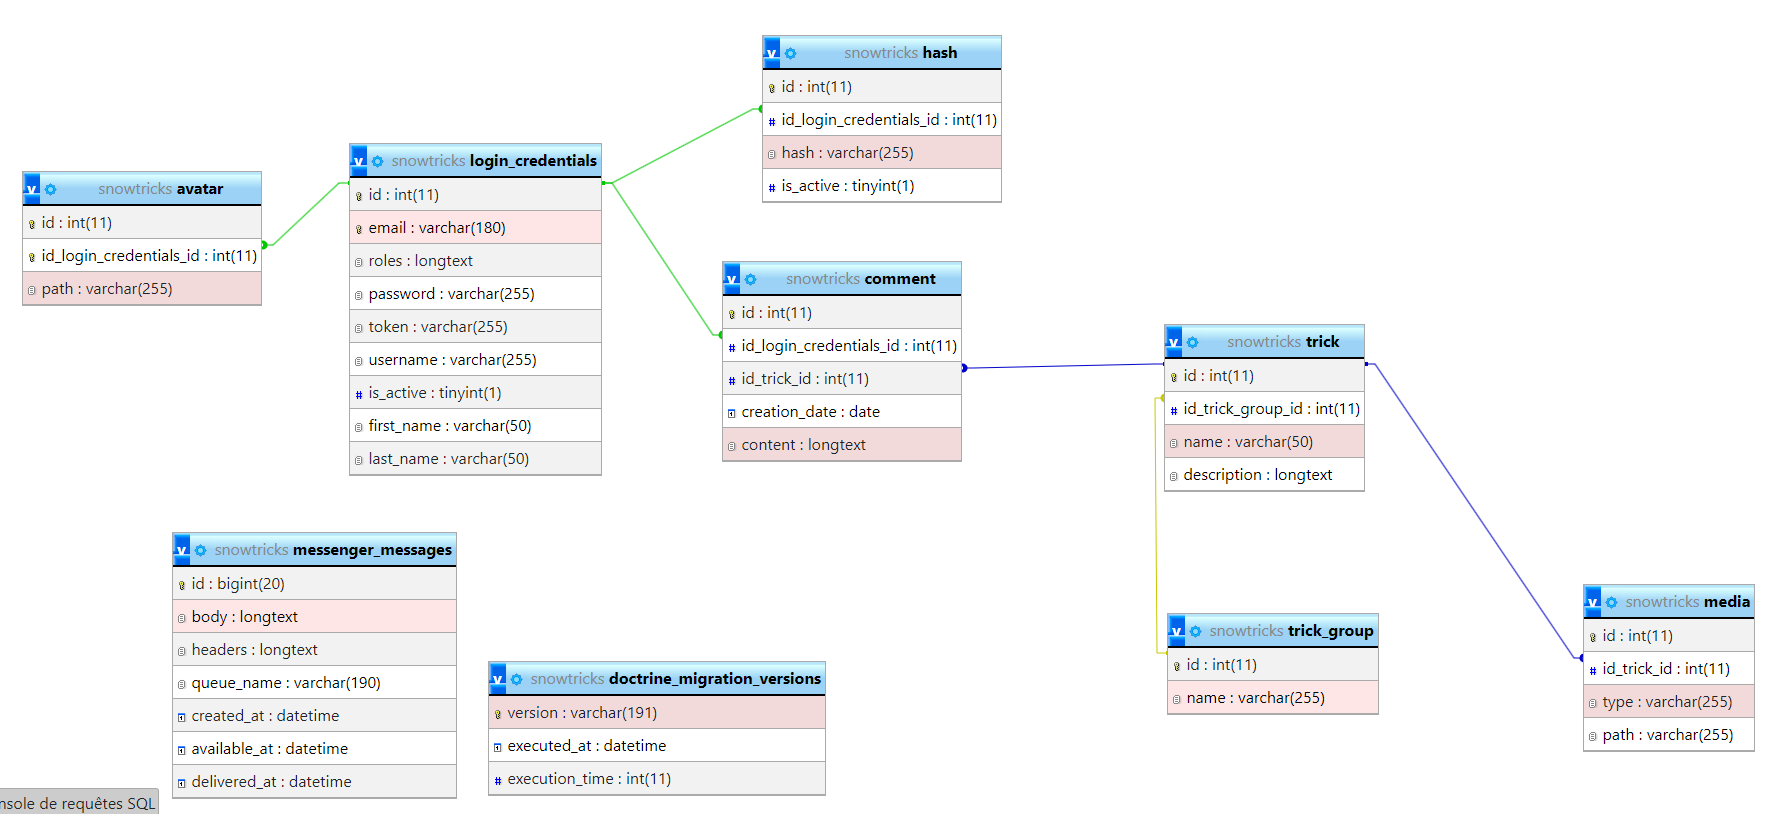 snowtricks hash
id : int(11)
id_login_credentials_id : int(11)
hash : varchar(255)
is_active : tinyint(1)
snowtricks login_credentials
id : int(11)
email : varchar(180)
roles : longtext
password : varchar(255)
token : varchar(255)
username : varchar(255)
is_active : tinyint(1)
first_name : varchar(50)
last_name : varchar(50)
snowtricks avatar
id : int(11)
id_login_credentials_id : int(11)
path : varchar(255)
snowtricks comment
id : int(11)
id_login_credentials_id : int(11)
id_trick_id : int(11)
creation_date : date
content : longtext
snowtricks trick
id : int(11)
id_trick_group_id : int(11)
name : varchar(50)
description : longtext
snowtricks messenger_messages
id : bigint(20)
body : longtext
headers : longtext
queue_name : varchar(190)
created_at : datetime
available_at : datetime
delivered_at : datetime
snowtricks doctrine_migration_versions
version : varchar(191)
executed_at : datetime
execution_time : int(11)
snowtricks trick_group
id : int(11)
name : varchar(255)
snowtricks media
id : int(11)
id_trick_id : int(11)
type : varchar(255)
path : varchar(255)
nsole de requêtes SQL